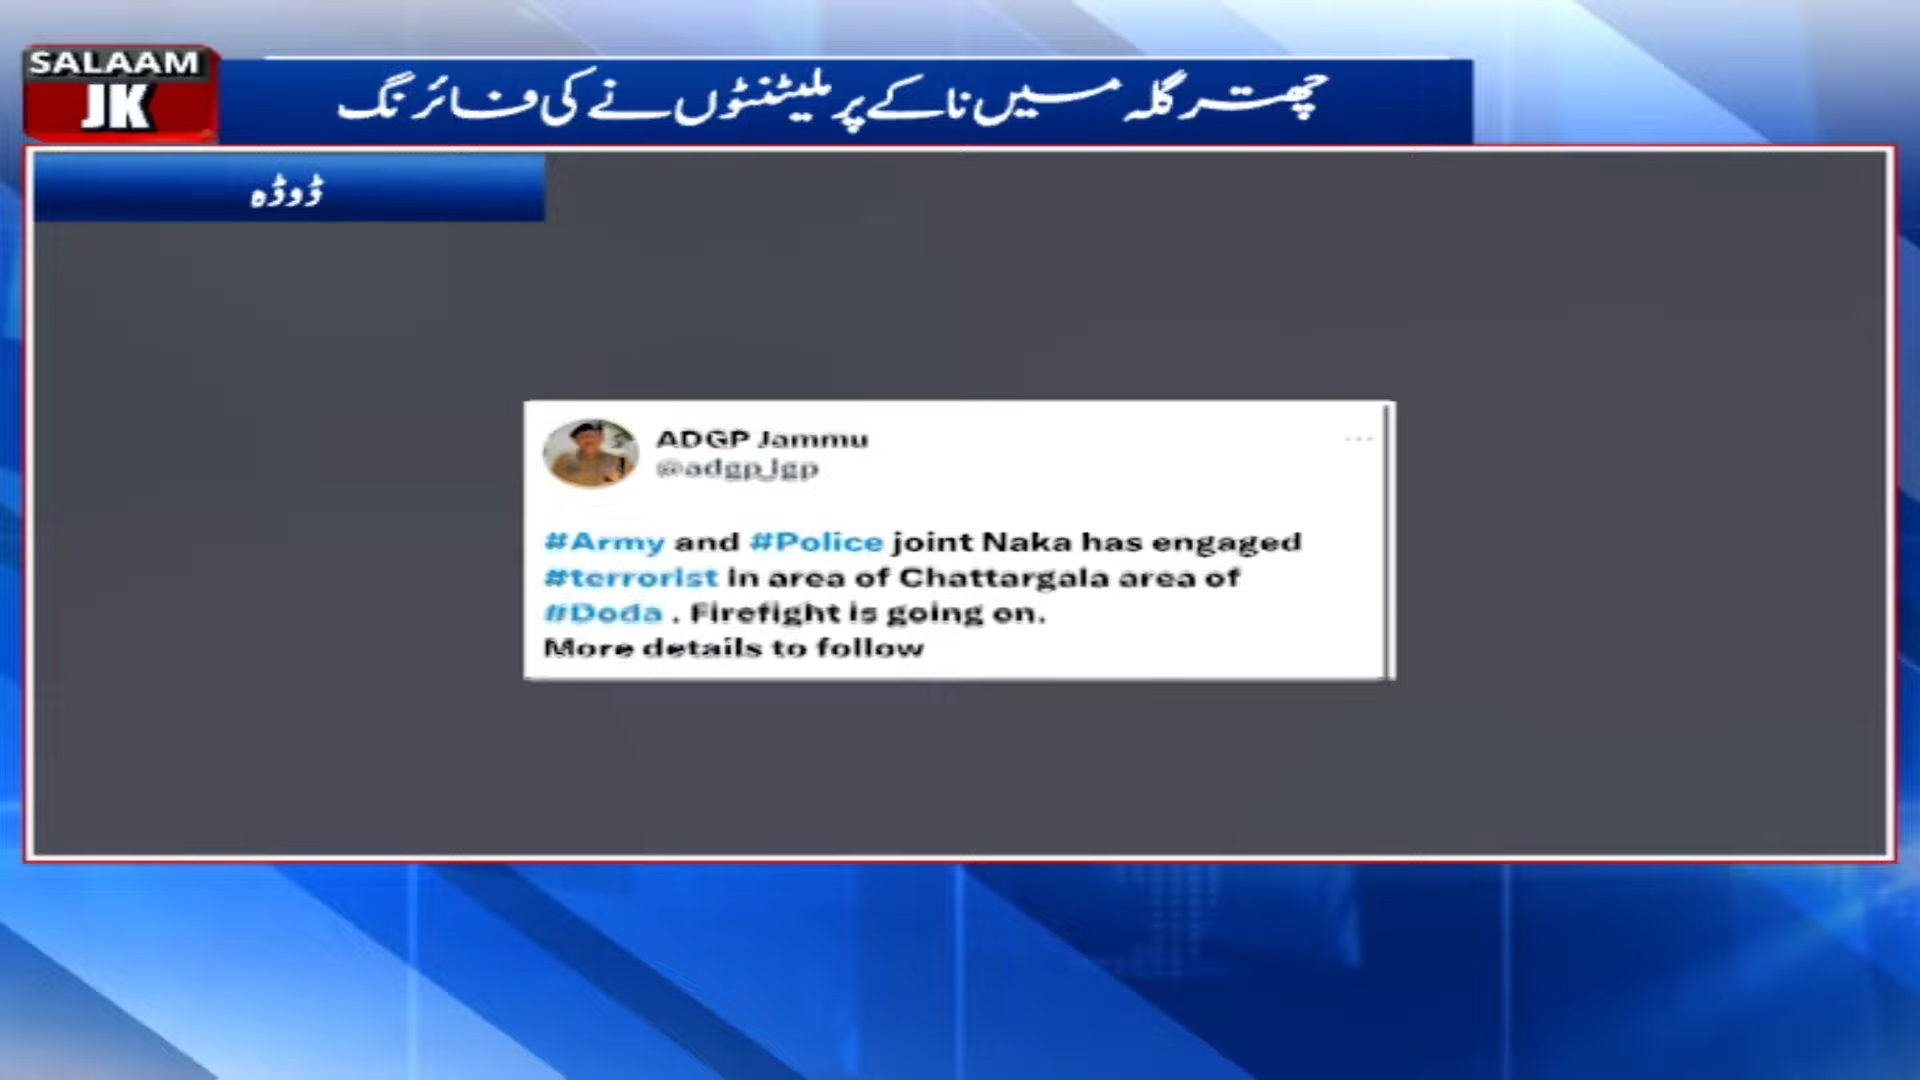 SALAAM
JK
چھترگلہ میں ناکے پر ملیٹنٹوں نے کی فائرنگ
ڈوڈہ
ADGP Jammu
@adgp_igp
#Army and #Police joint Naka has engaged
#terrorist in area of Chattargala area of
#Doda . Firefight is going on.
More details to follow